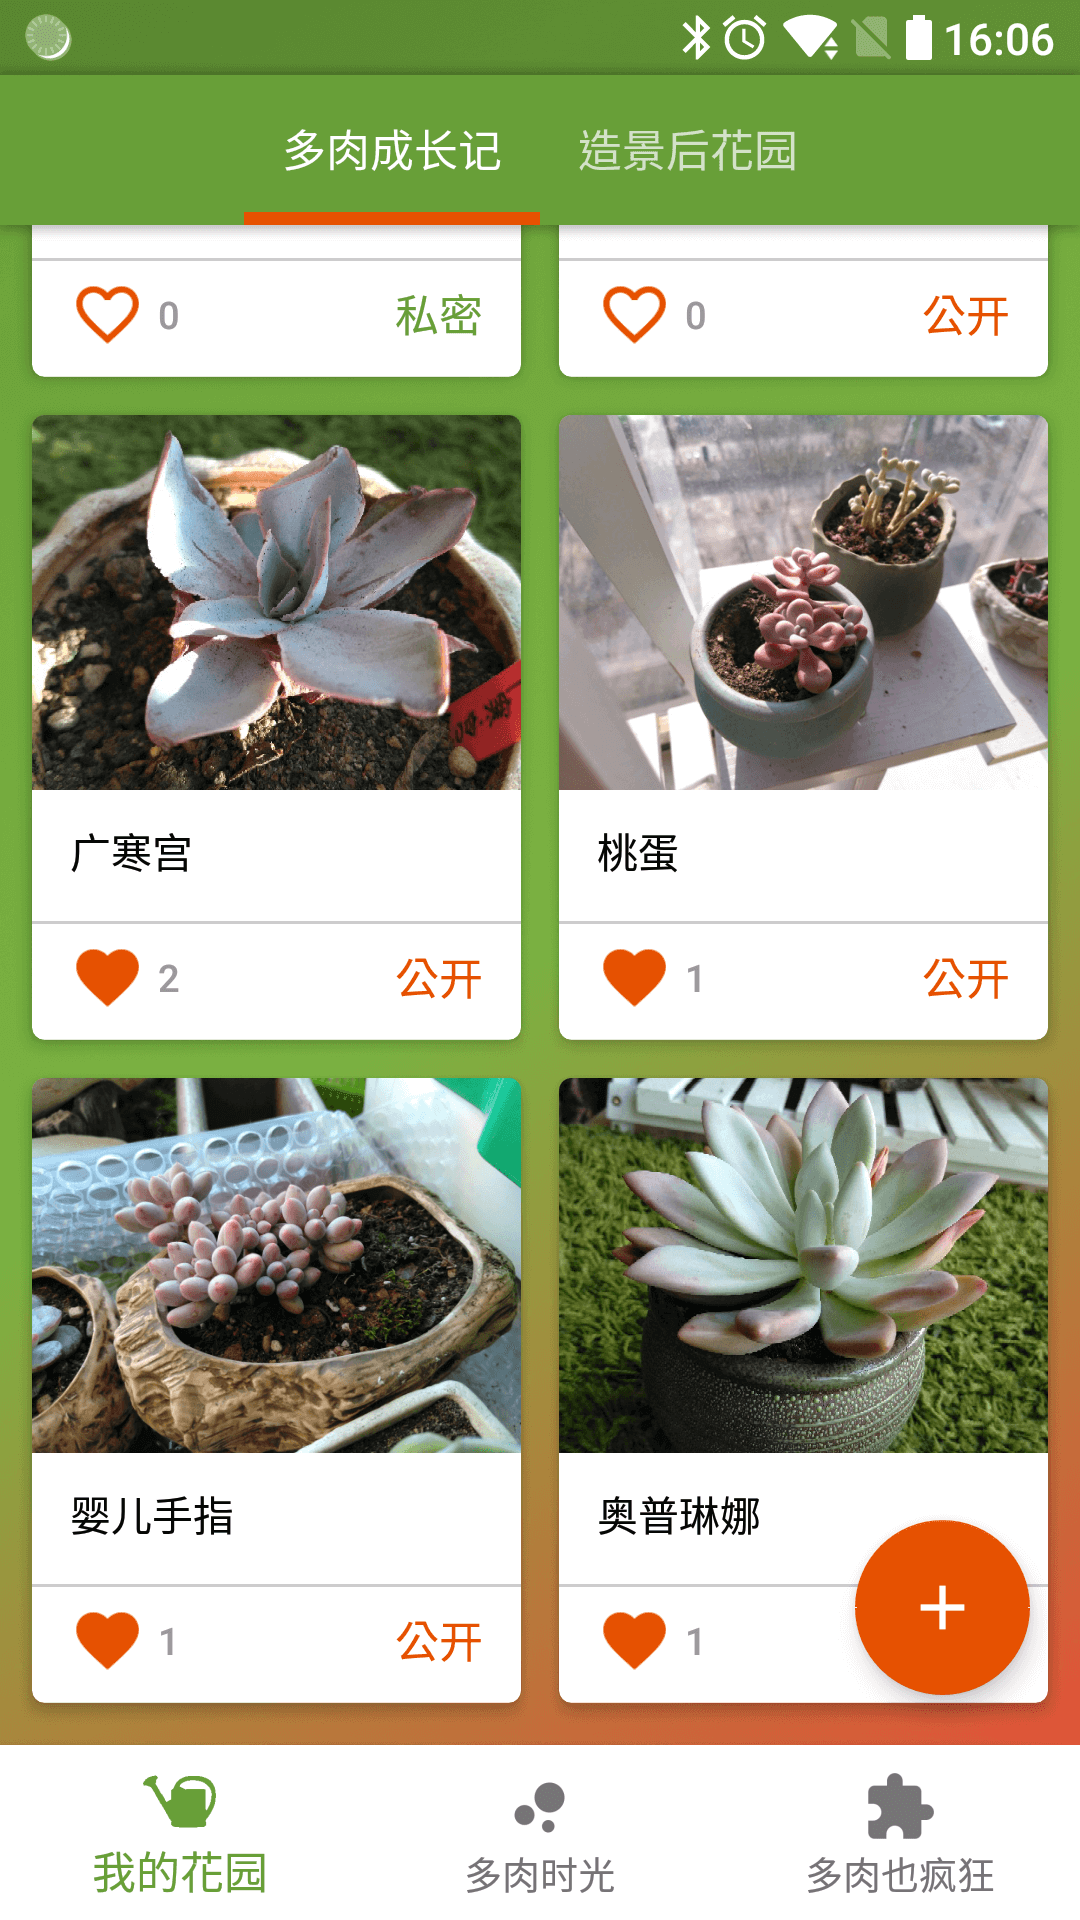 16:06
多肉成长记 造景后花园
0 私密 0 公开
广寒宫 桃蛋
2 公开 1 公开
婴儿手指 奥普琳娜
1 公开 1
我的花园 多肉时光 多肉也疯狂